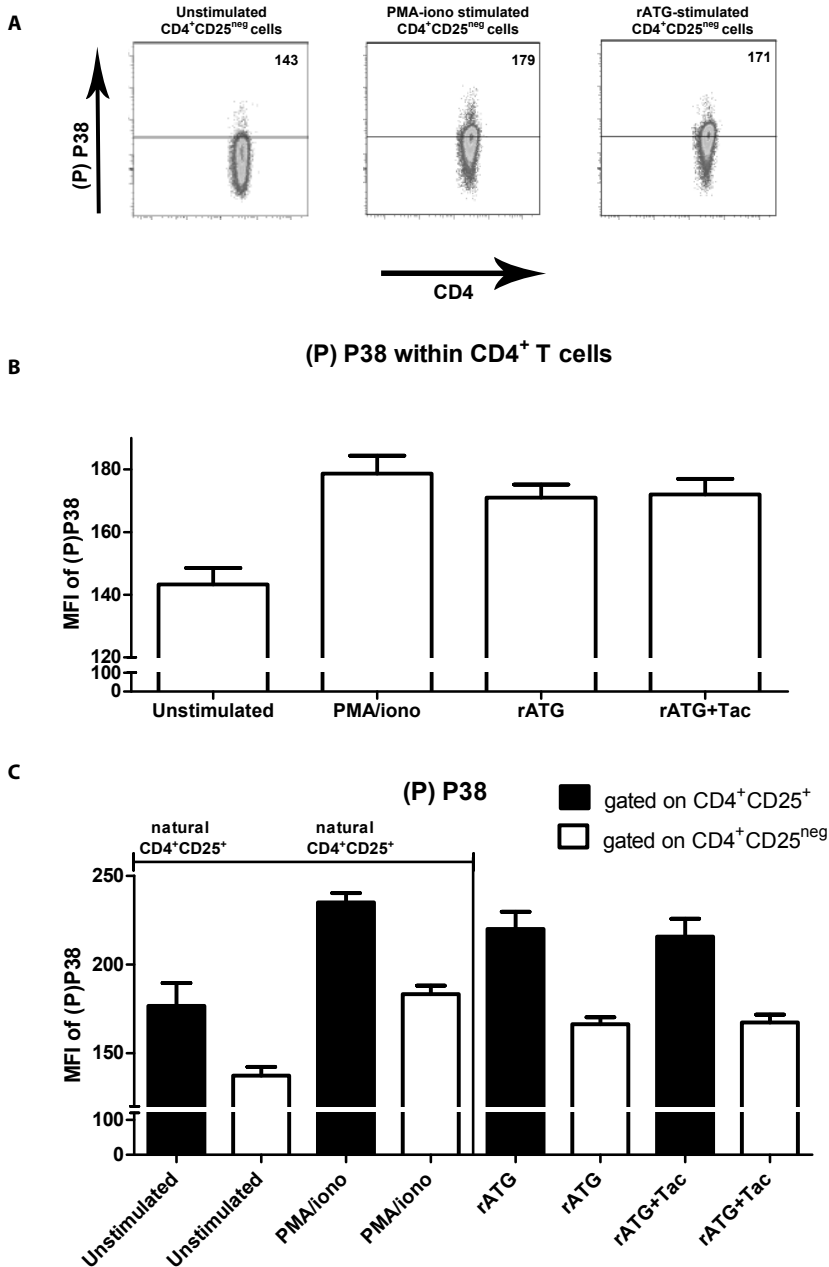 A
Unstimulated
CD4⁺CD25ⁿᵉᵍ cells
PMA-iono stimulated
CD4⁺CD25ⁿᵉᵍ cells
rATG-stimulated
CD4⁺CD25ⁿᵉᵍ cells
143
179
171
(P) P38
CD4
B
(P) P38 within CD4⁺ T cells
MFI of (P)P38
180
160
140
120
100
0
Unstimulated
PMA/iono
rATG
rATG+Tac
C
(P) P38
gated on CD4⁺CD25⁺
gated on CD4⁺CD25ⁿᵉᵍ
natural
CD4⁺CD25⁺
natural
CD4⁺CD25⁺
MFI of (P)P38
250
200
150
100
0
Unstimulated
Unstimulated
PMA/iono
PMA/iono
rATG
rATG
rATG+Tac
rATG+Tac